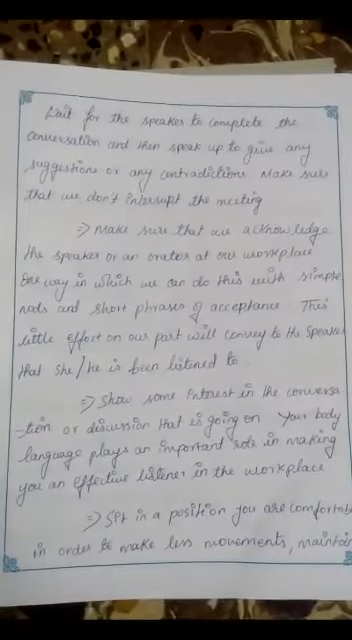 Wait for the speaker to complete the
conversation and then speak up to give any
suggestions or any contradictions Make sure
that we don't interrupt the meeting
=> Make sure that we acknowledge
the speaker or an orator at our workplace
One way in which we can do this with simple
nods and short phrases of acceptance. This
little effort on our part will convey to the speaker
that she/he is been listened to.
=> Show some interest in the conversa-
-tion or discussion that is going on Your body
language plays an important role in making
you an effective listener in the workplace
=> Sit in a position you are comfortab
in order to make less movements, maintain